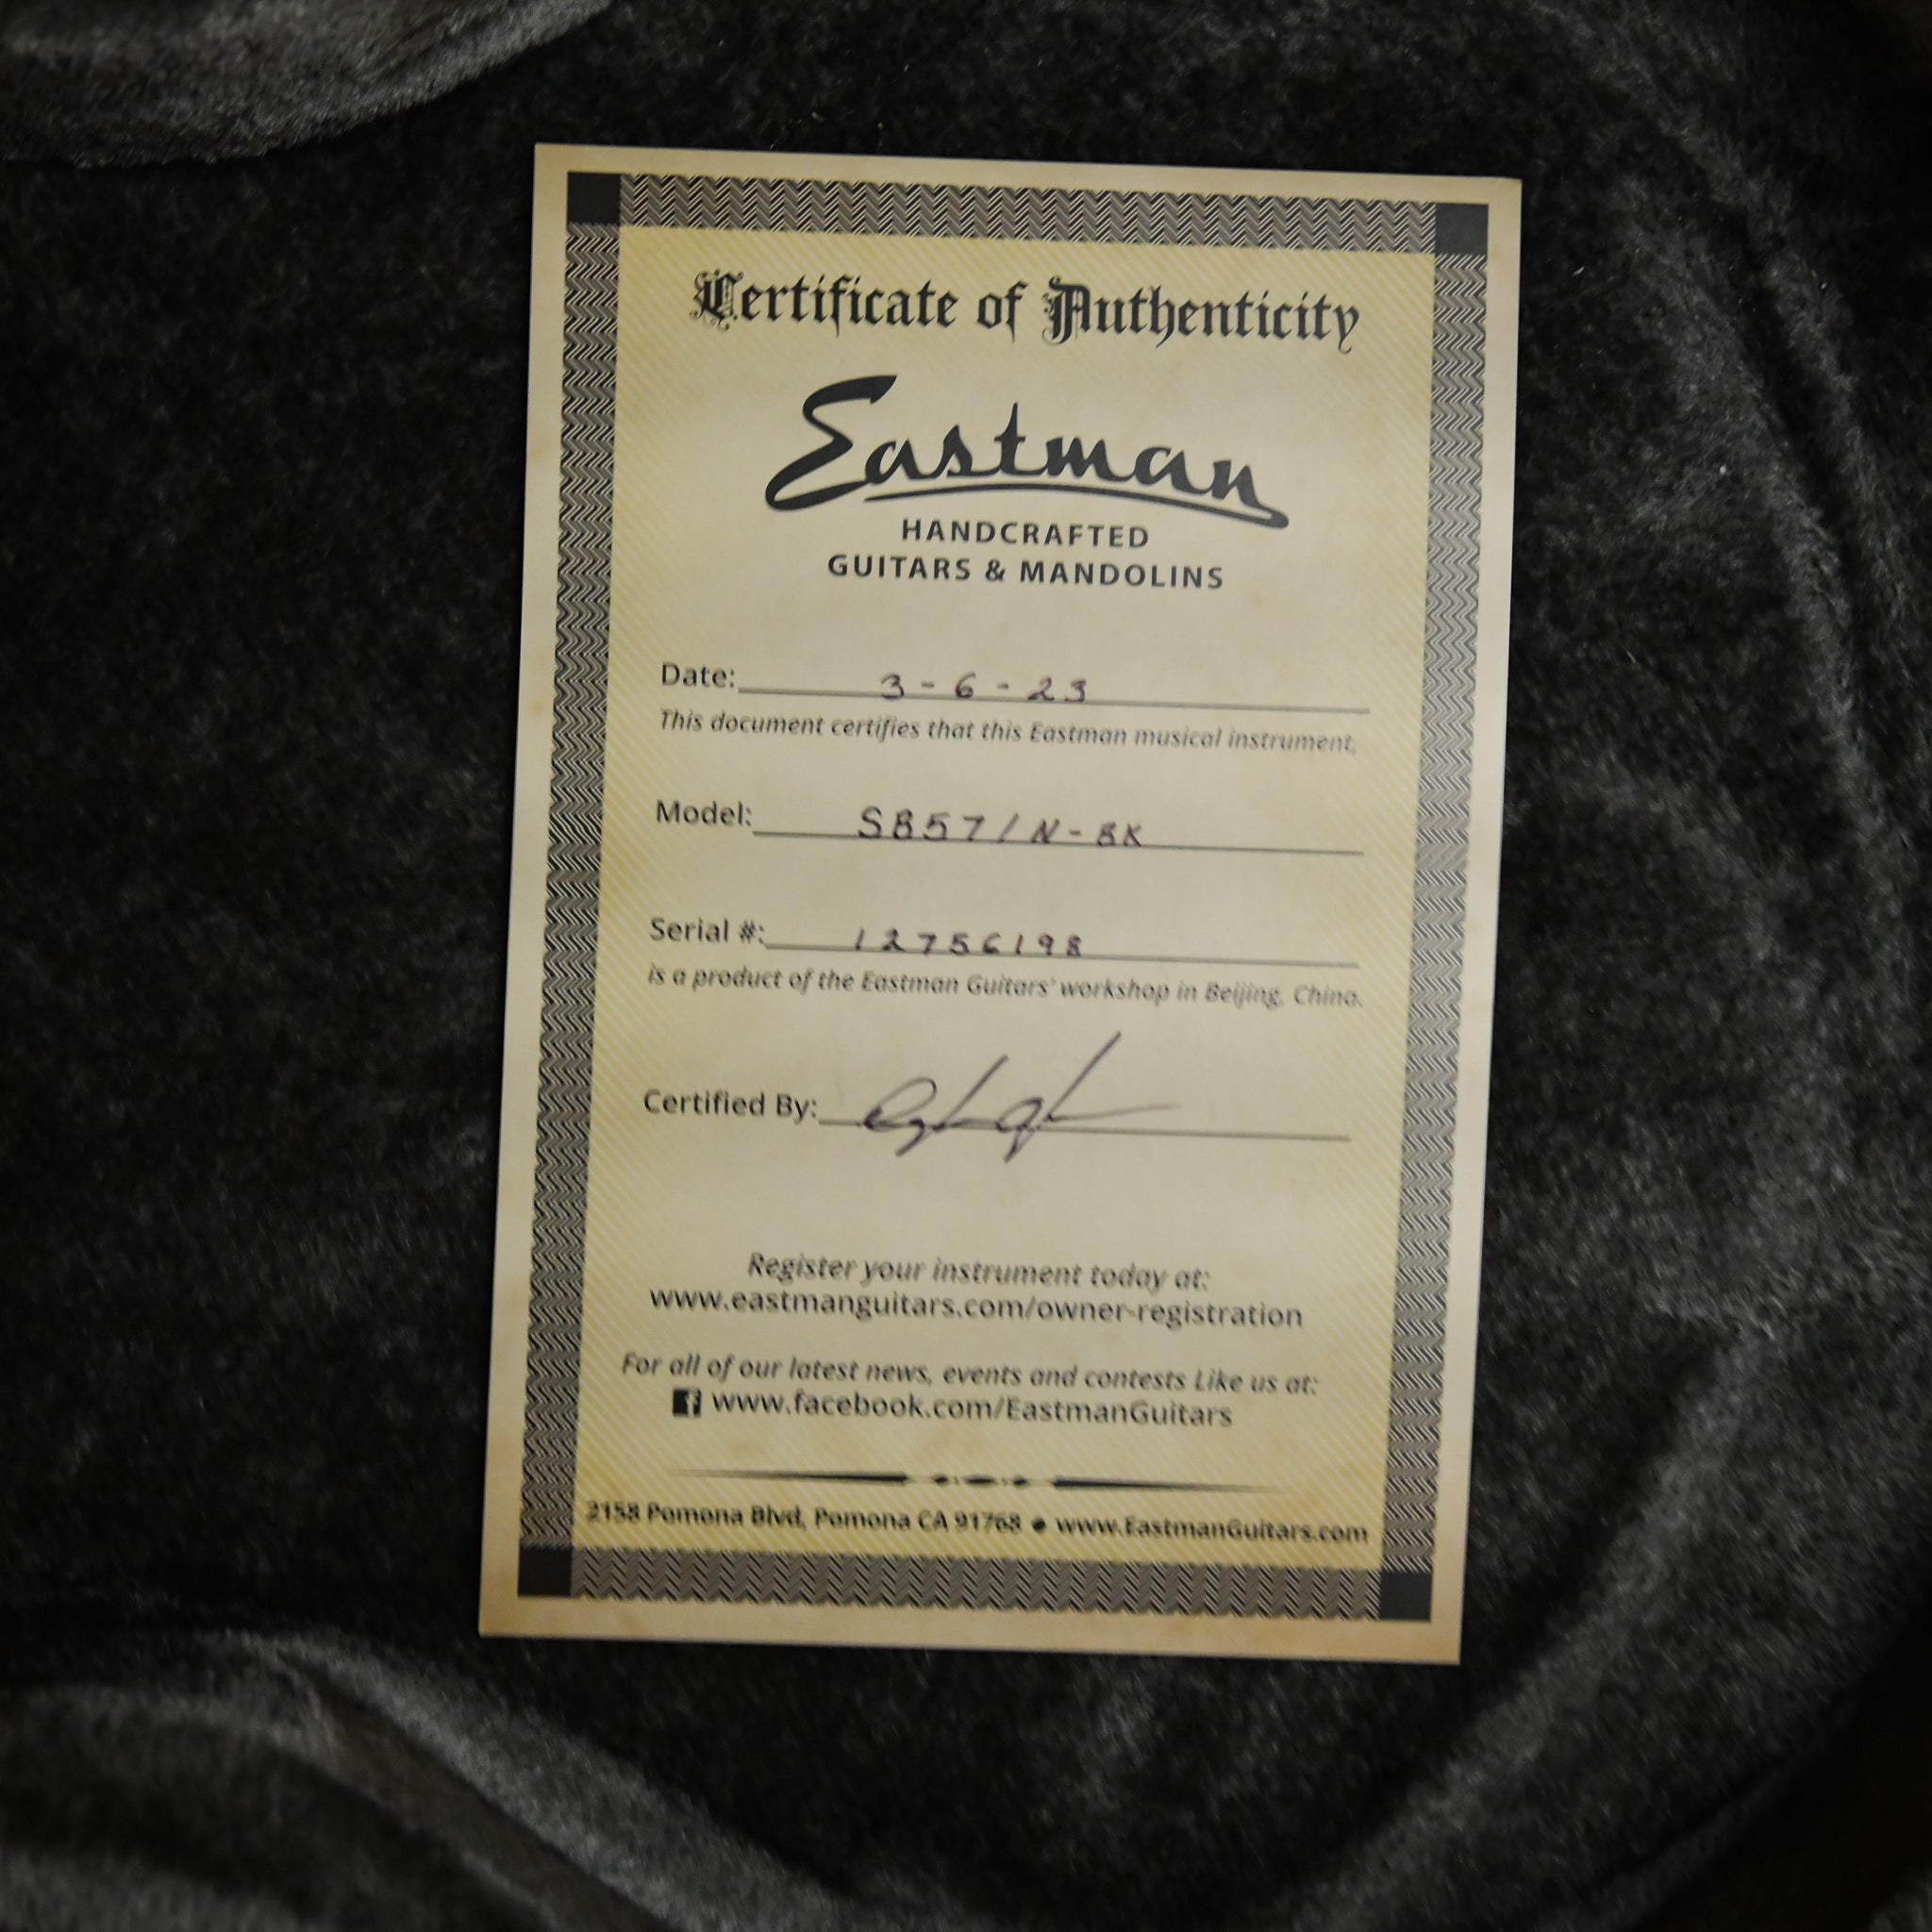 Certificate of Authenticity
Eastman
HANDCRAFTED
GUITARS & MANDOLINS
Date: 3-6-23
This document certifies that this Eastman musical instrument,
Model: SB57/N-BK
Serial #: 12756198
is a product of the Eastman Guitars' workshop in Beijing, China.
Certified By:
Register your instrument today at:
www.eastmanguitars.com/owner-registration
For all of our latest news, events and contests Like us at:
f www.facebook.com/EastmanGuitars
2158 Pomona Blvd, Pomona CA 91768 ● www.EastmanGuitars.com